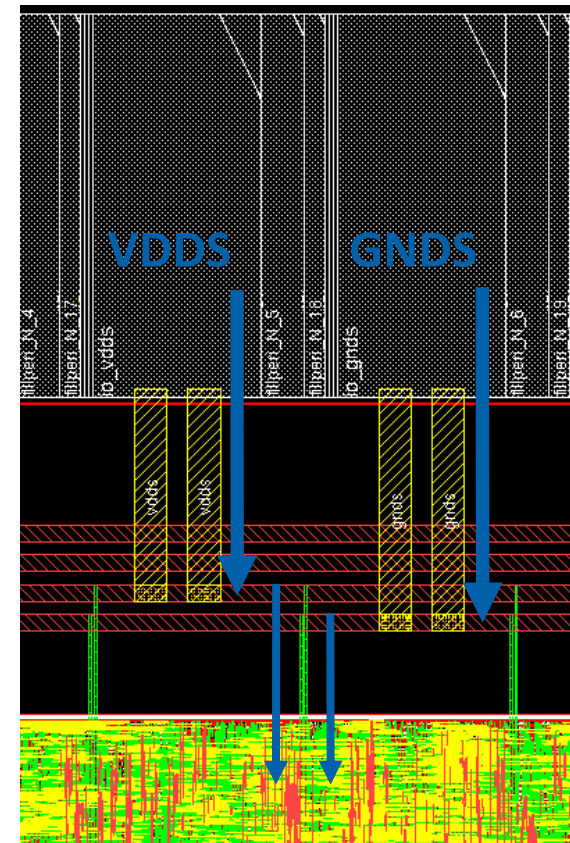 VDDS
GNDS
fillperi_N_4
fillperi_N_17
io_vdds
fillperi_N_5
fillperi_N_18
io_gnds
fillperi_N_6
fillperi_N_19
vdds
vdds
gnds
gnds